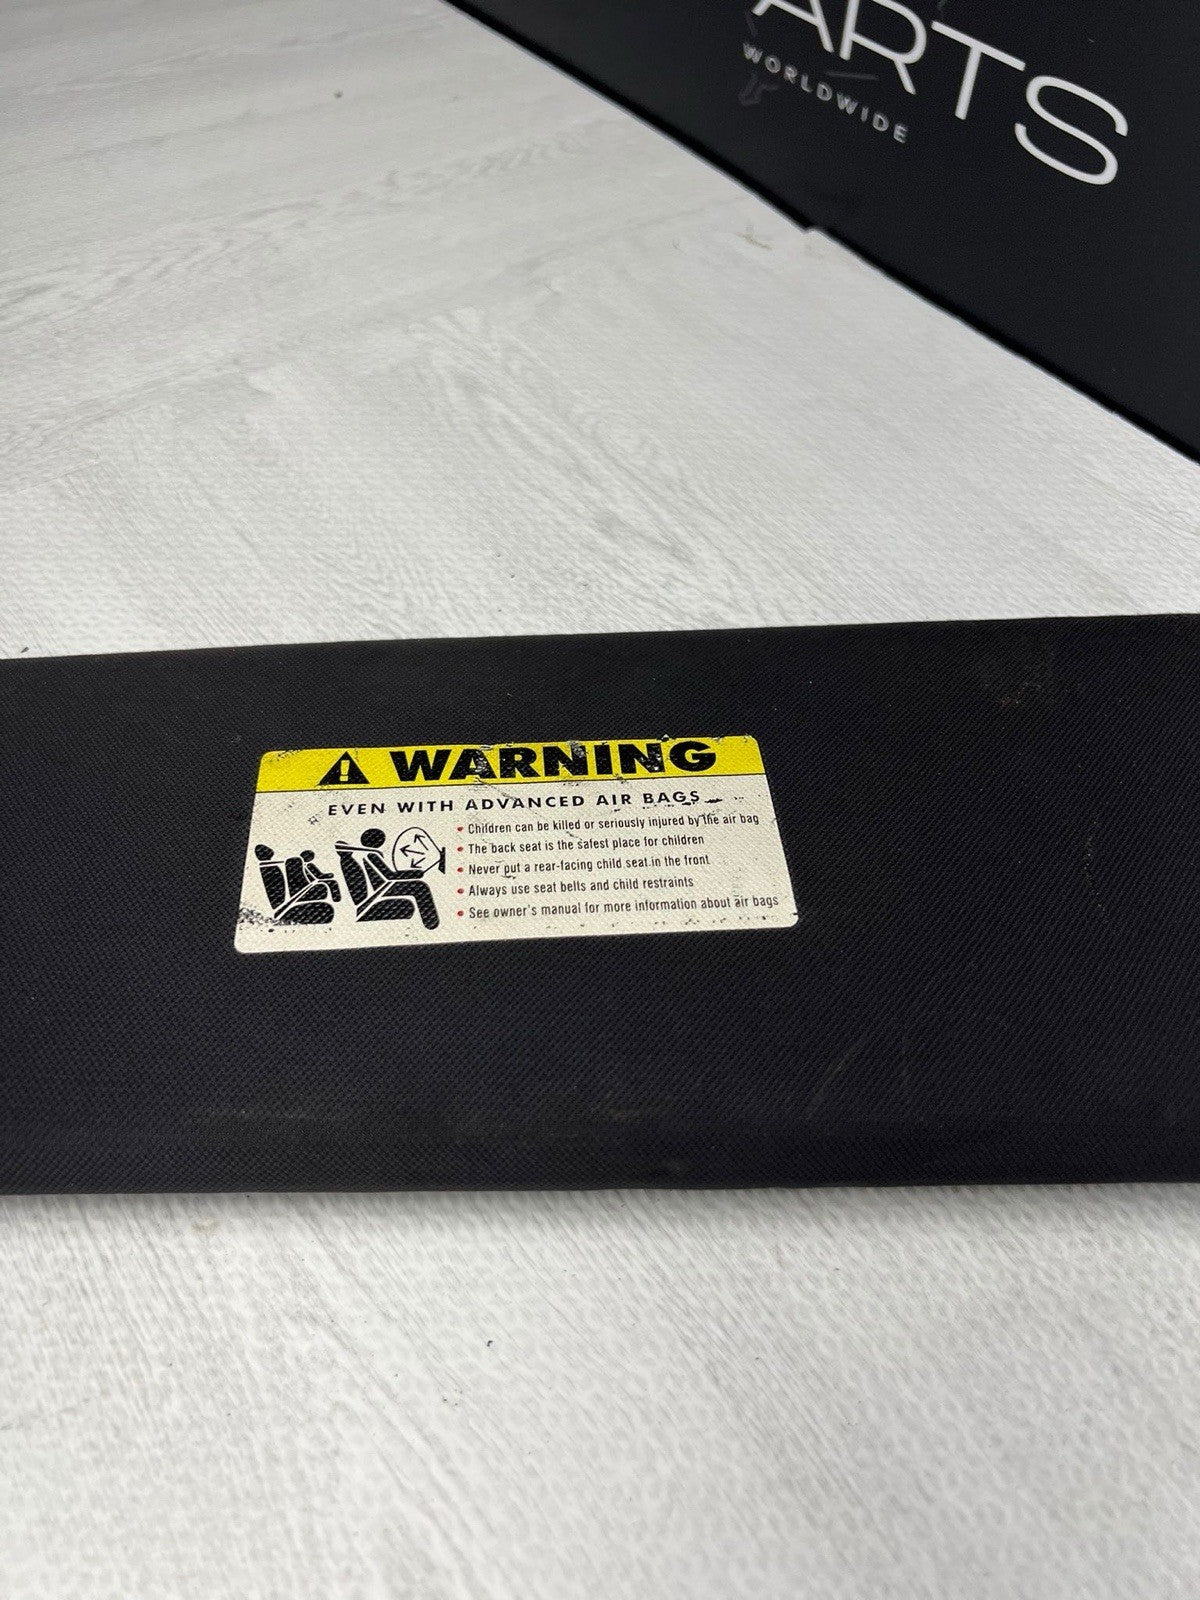 ARTS
WORLDWIDE
WARNING
EVEN WITH ADVANCED AIR BAGS
• Children can be killed or seriously injured by the air bag
• The back seat is the safest place for children
• Never put a rear-facing child seat in the front
• Always use seat belts and child restraints
• See owner's manual for more information about air bags